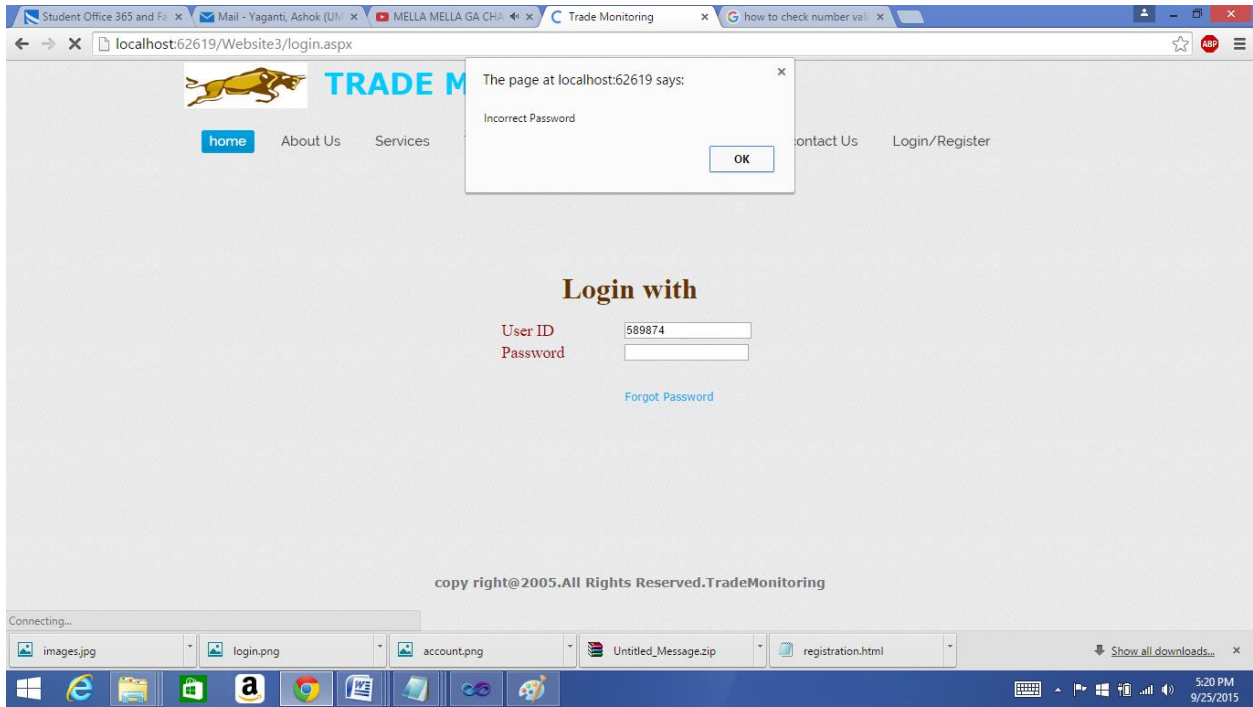 Student Office 365 and Fa
Mail - Yaganti, Ashok (UM
MELLA MELLA GA CHA
Trade Monitoring
how to check number vali
localhost:62619/Website3/login.aspx
ABP
TRADE M
The page at localhost:62619 says:
Incorrect Password
OK
home
About Us
Services
ontact Us
Login/Register
Login with
User ID
589874
Password
Forgot Password
copy right@2005.All Rights Reserved.TradeMonitoring
Connecting...
images.jpg
login.png
account.png
Untitled_Message.zip
registration.html
Show all downloads...
5:20 PM
9/25/2015